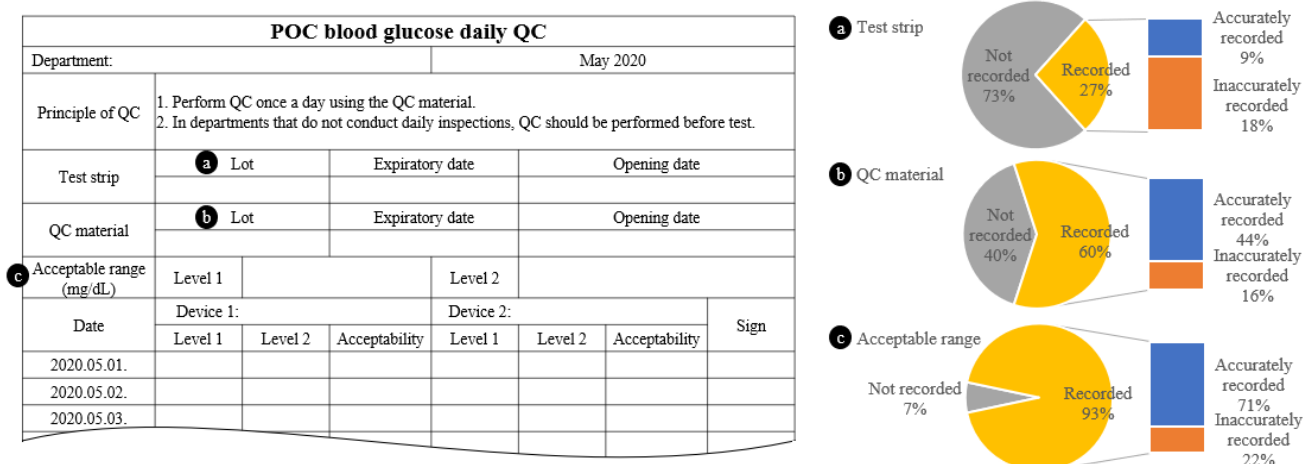 POC blood glucose daily QC
Department:
May 2020
Principle of QC
1. Perform QC once a day using the QC material.
2. In departments that do not conduct daily inspections, QC should be performed before test.
Test strip
a Lot
Expiratory date
Opening date
QC material
b Lot
Expiratory date
Opening date
c Acceptable range
(mg/dL)
Level 1
Level 2
Date
Device 1:
Device 2:
Sign
Level 1
Level 2
Acceptability
Level 1
Level 2
Acceptability
2020.05.01.
2020.05.02.
2020.05.03.
a Test strip
Not
recorded
73%
Recorded
27%
Accurately
recorded
9%
Inaccurately
recorded
18%
b QC material
Not
recorded
40%
Recorded
60%
Accurately
recorded
44%
Inaccurately
recorded
16%
c Acceptable range
Not recorded
7%
Recorded
93%
Accurately
recorded
71%
Inaccurately
recorded
22%